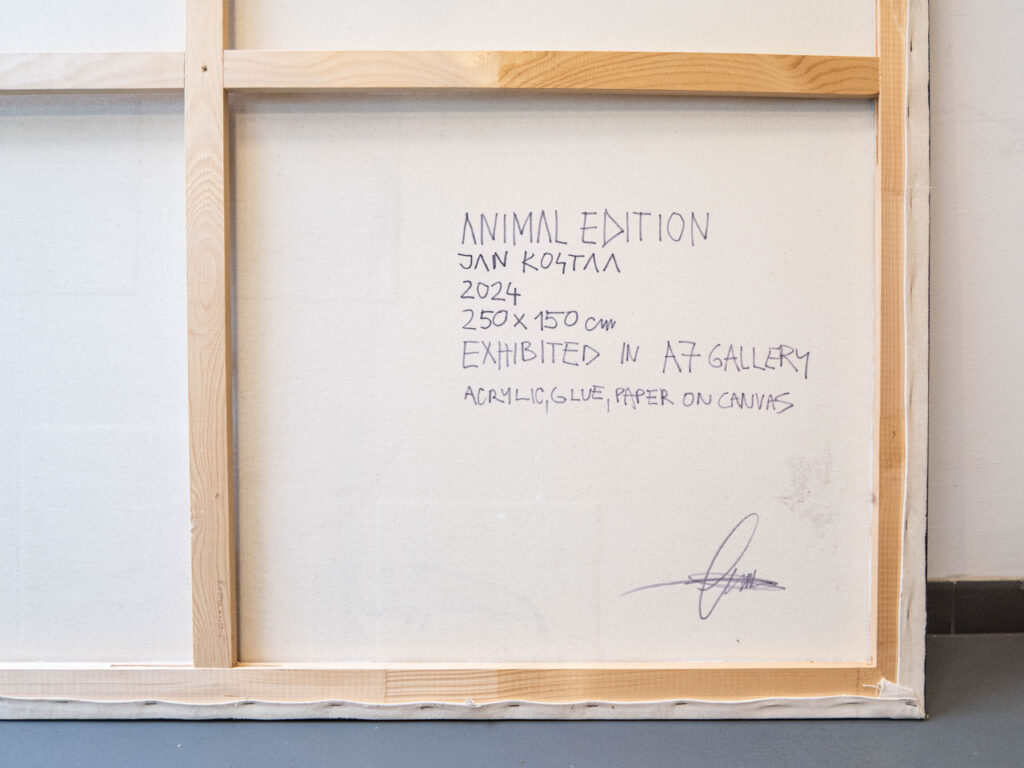 ANIMAL EDITION
JAN KOSTAA
2024
250 x 150 cm
EXHIBITED IN A7 GALLERY
ACRYLIC, GLUE, PAPER ON CANVAS